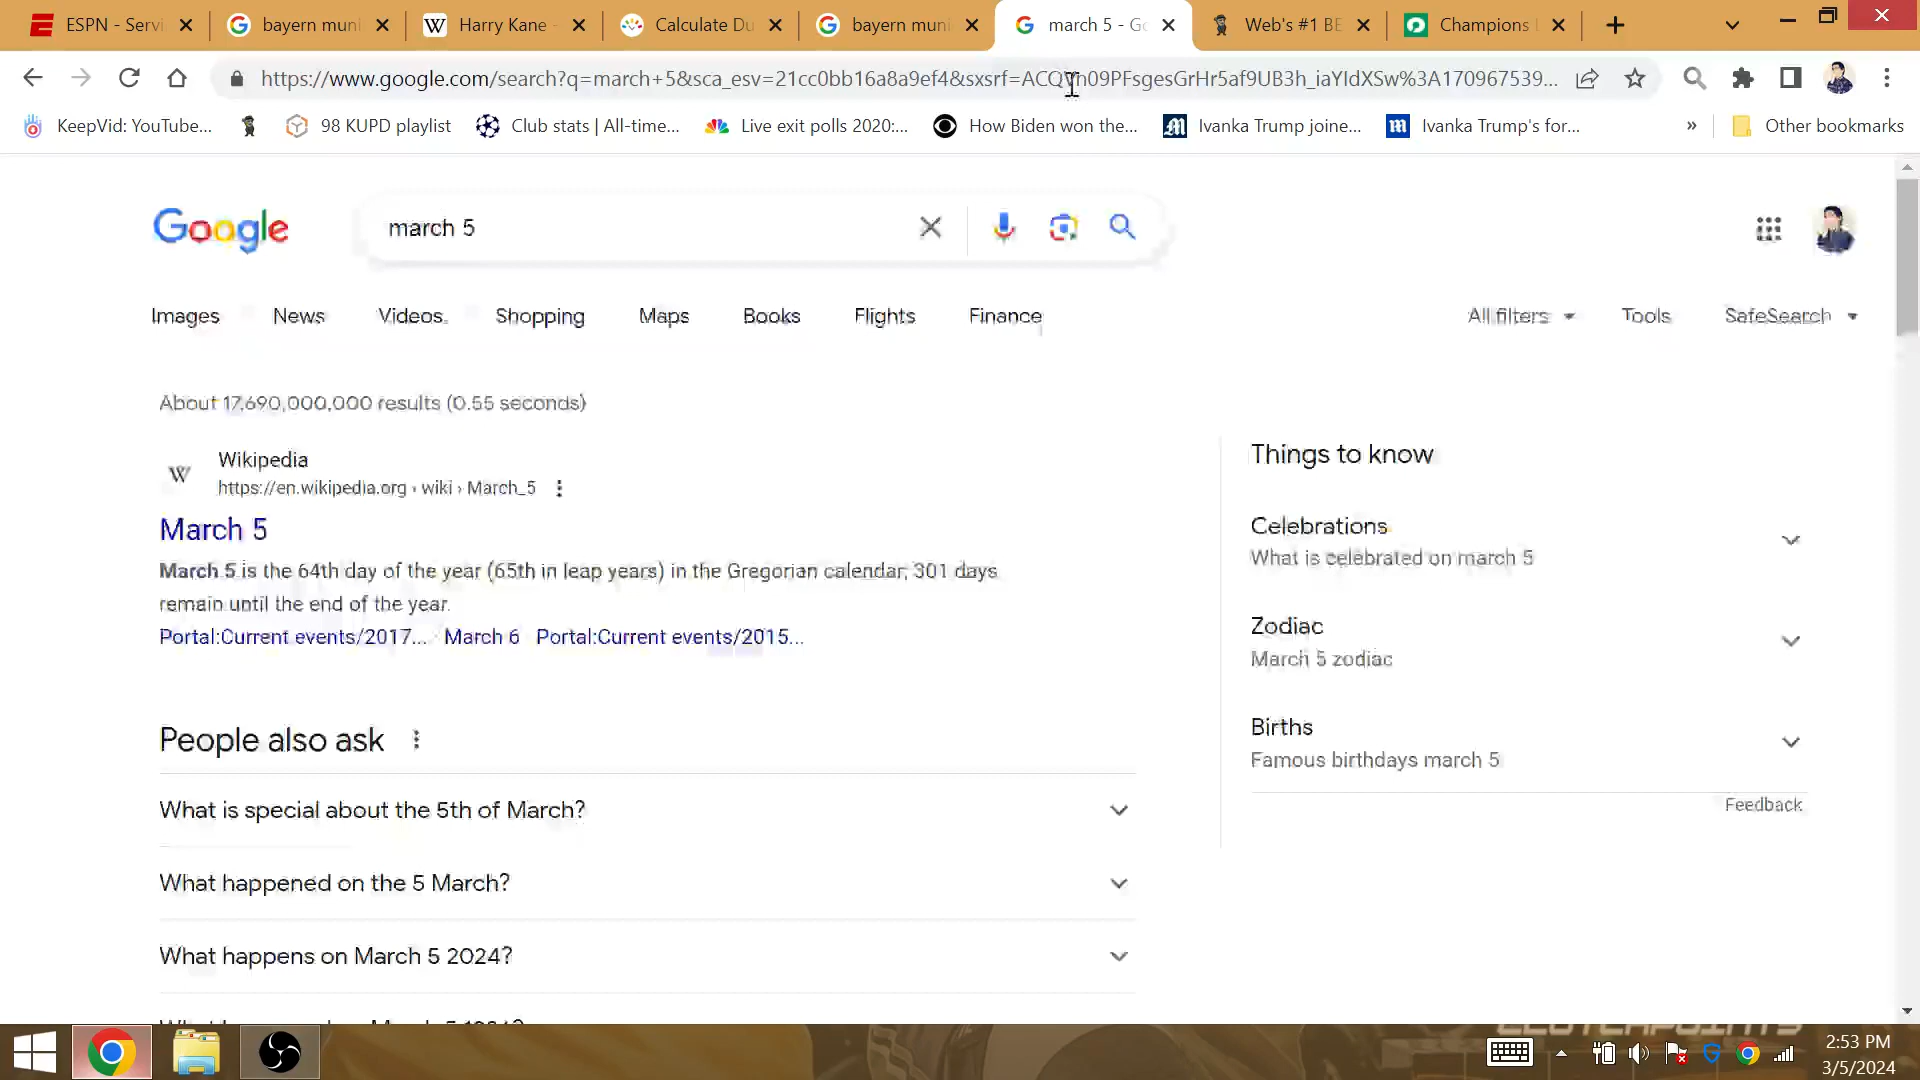 ESPN - Servi
bayern muni
Harry Kane -
Calculate Du
bayern muni
march 5 - Go
Web's #1 BE
Champions L
https://www.google.com/search?q=march+5&sca_esv=21cc0bb16a8a9ef4&sxsrf=ACQVn09PFsgesGrHr5af9UB3h_iaYIdXSw%3A170967539...
KeepVid: YouTube...
98 KUPD playlist
Club stats | All-time...
Live exit polls 2020:...
How Biden won the...
Ivanka Trump joine...
Ivanka Trump's for...
»
Other bookmarks
Google
march 5
Images
News
Videos
Shopping
Maps
Books
Flights
Finance
All filters
Tools
SafeSearch
About 17,690,000,000 results (0.55 seconds)
Wikipedia
https://en.wikipedia.org › wiki › March_5
March 5
March 5 is the 64th day of the year (65th in leap years) in the Gregorian calendar; 301 days
remain until the end of the year.
Portal:Current events/2017... · March 6 · Portal:Current events/2015...
People also ask
What is special about the 5th of March?
What happened on the 5 March?
What happens on March 5 2024?
Things to know
Celebrations
What is celebrated on march 5
Zodiac
March 5 zodiac
Births
Famous birthdays march 5
Feedback
2:53 PM
3/5/2024